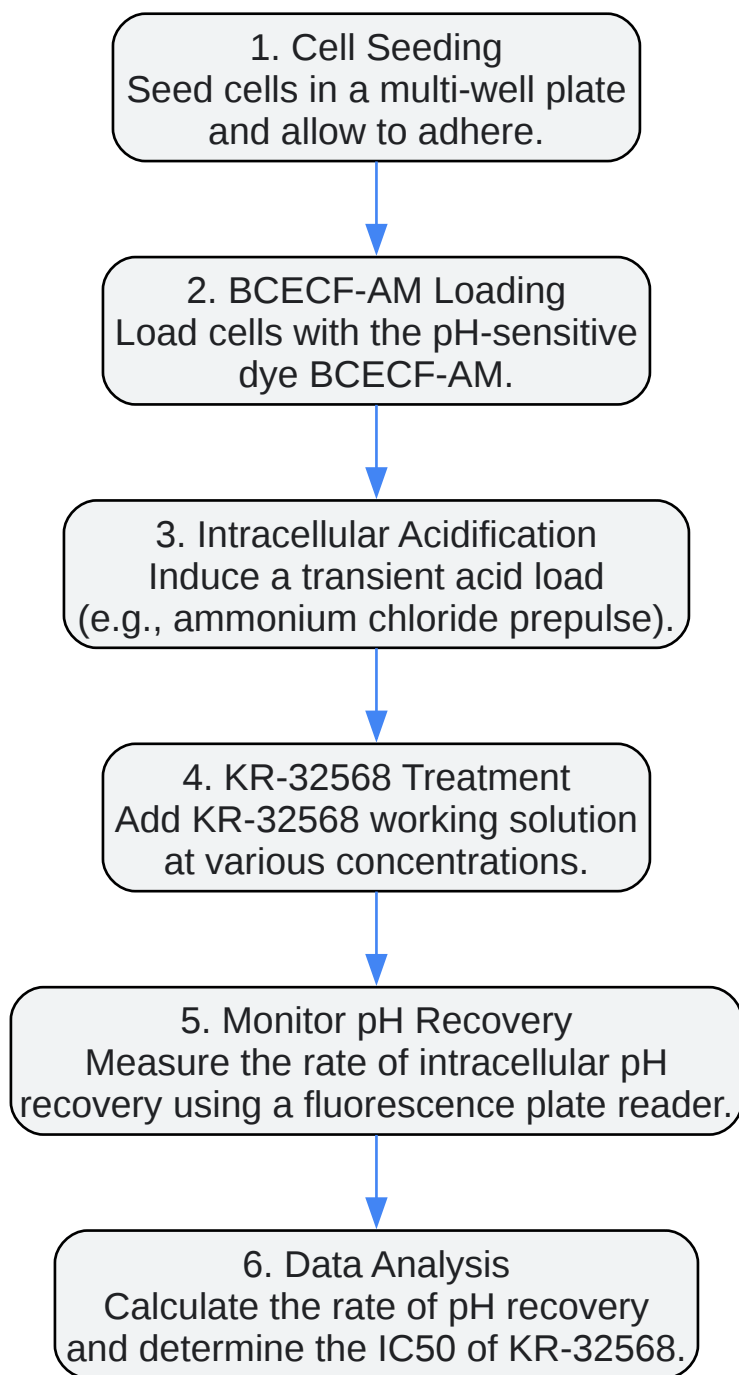 1. Cell Seeding
Seed cells in a multi-well plate
and allow to adhere.
2. BCECF-AM Loading
Load cells with the pH-sensitive
dye BCECF-AM.
3. Intracellular Acidification
Induce a transient acid load
(e.g., ammonium chloride prepulse).
4. KR-32568 Treatment
Add KR-32568 working solution
at various concentrations.
5. Monitor pH Recovery
Measure the rate of intracellular pH
recovery using a fluorescence plate reader.
6. Data Analysis
Calculate the rate of pH recovery
and determine the IC50 of KR-32568.